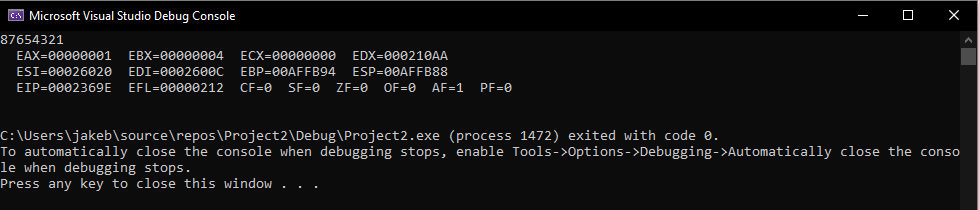 Microsoft Visual Studio Debug Console
87654321
EAX=00000001 EBX=00000004 ECX=00000000 EDX=000210AA
ESI=00026020 EDI=0002600C EBP=00AFFB94 ESP=00AFFB88
EIP=0002369E EFL=00000212 CF=0 SF=0 ZF=0 OF=0 AF=1 PF=0
C:\Users\jakeb\source\repos\Project2\Debug\Project2.exe (process 1472) exited with code 0.
To automatically close the console when debugging stops, enable Tools->Options->Debugging->Automatically close the conso
le when debugging stops.
Press any key to close this window . . .